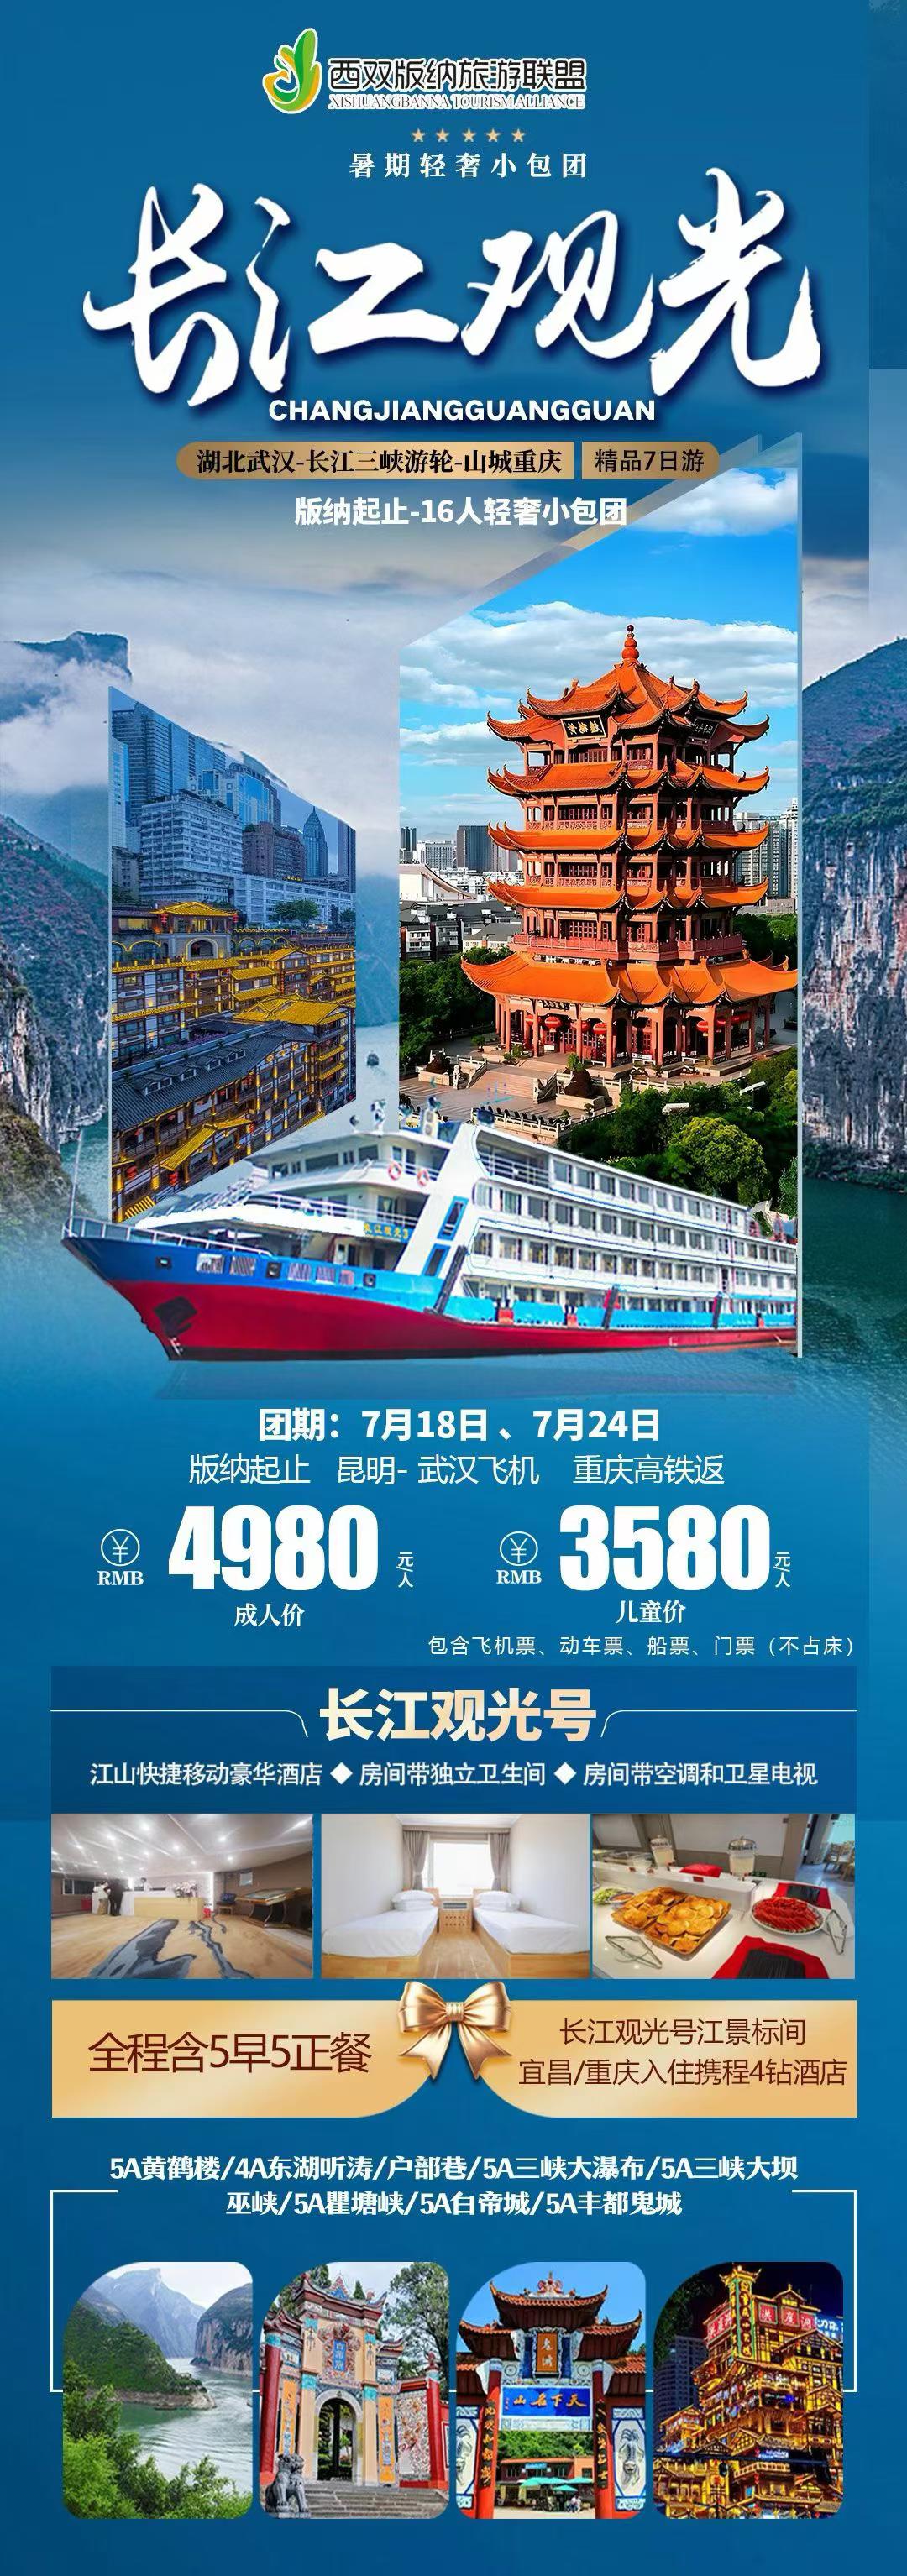 西双版纳旅游联盟
XISHUANGBANNA TOURISM ALLIANCE
暑期轻奢小包团
长江观光
CHANGJIANGGUANGGUAN
湖北武汉-长江三峡游轮-山城重庆 精品7日游
版纳起止-16人轻奢小包团
团期：7月18日、7月24日
版纳起止 昆明-武汉飞机 重庆高铁返
¥ RMB 4980 元/人 ¥ RMB 3580 元/人
成人价 儿童价
包含飞机票、动车票、船票、门票（不占床）
长江观光号
江山快捷移动豪华酒店 ◆ 房间带独立卫生间 ◆ 房间带空调和卫星电视
全程含5早5正餐
长江观光号江景标间
宜昌/重庆入住携程4钻酒店
5A黄鹤楼/4A东湖听涛/户部巷/5A三峡大瀑布/5A三峡大坝
巫峡/5A瞿塘峡/5A白帝城/5A丰都鬼城
天下名山
洪崖洞